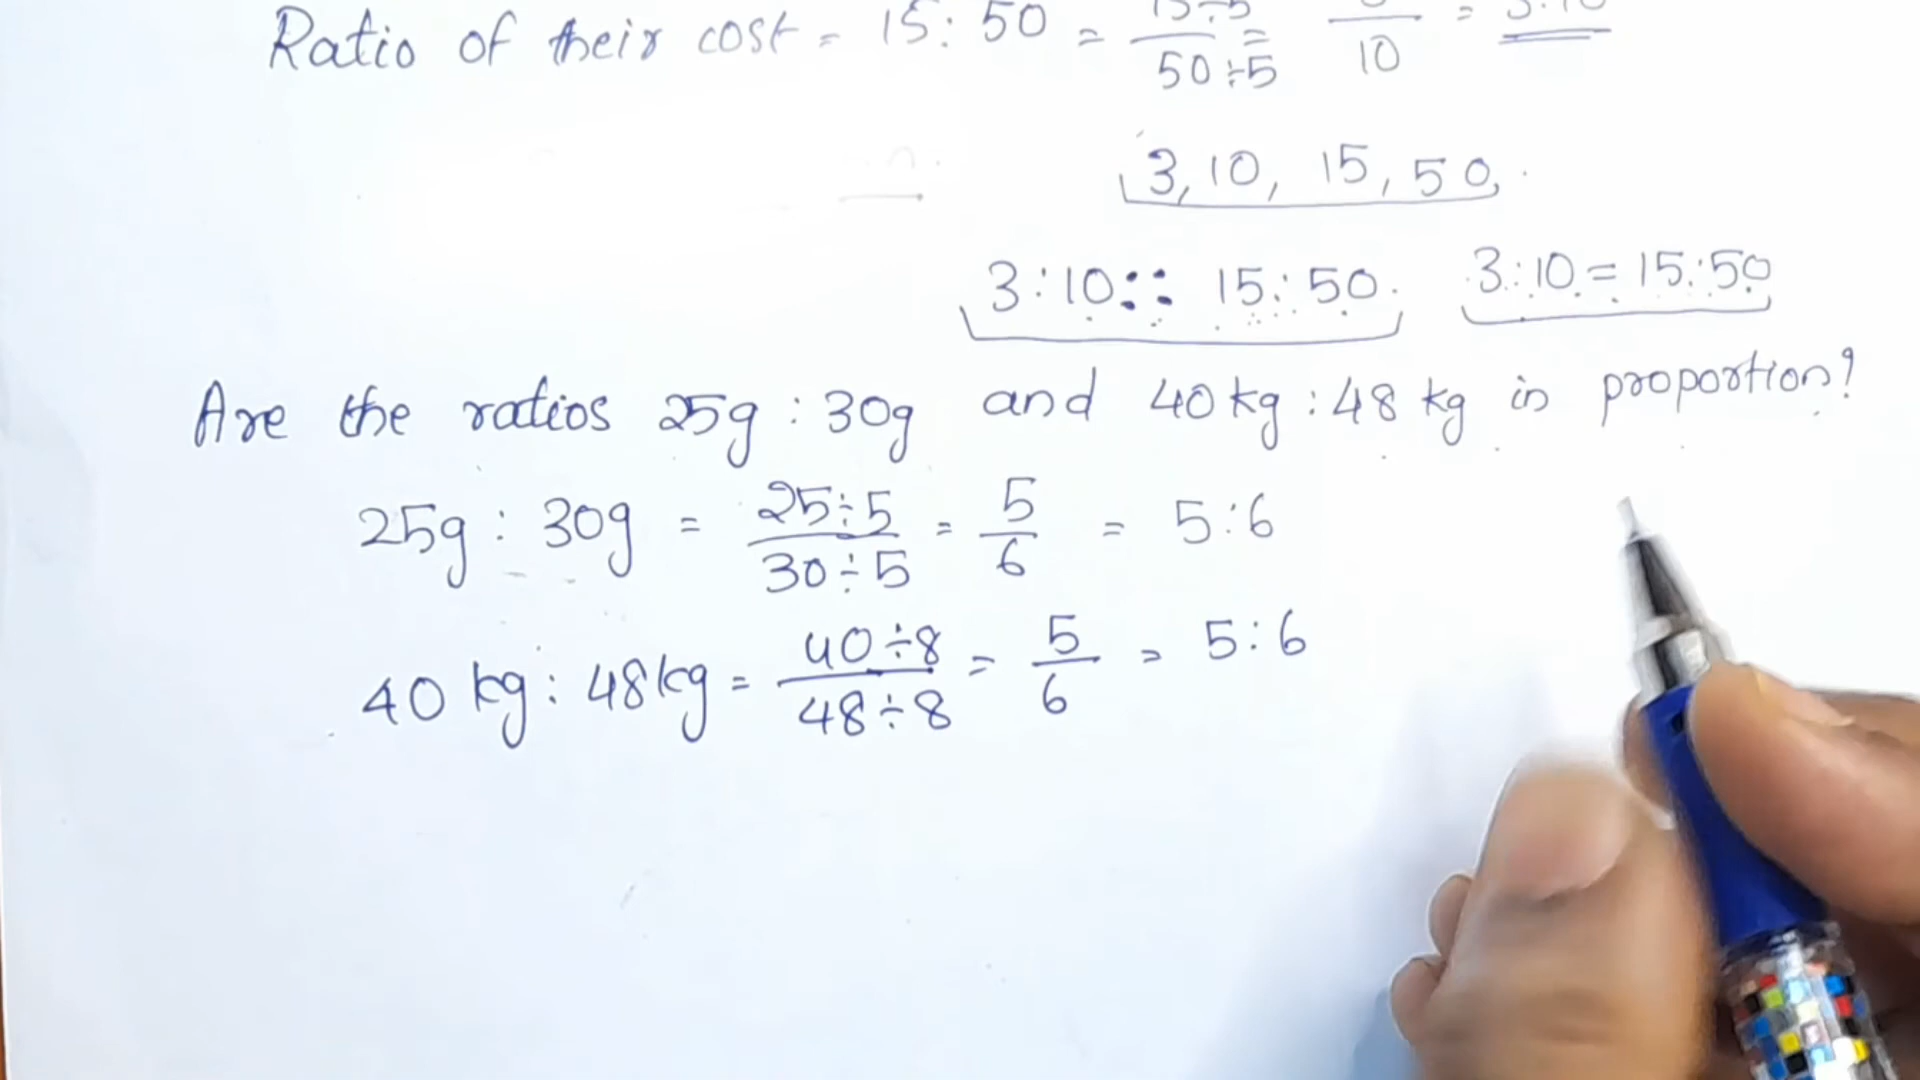 Ratio of their cost = 15 : 50 = 15÷5 / 50÷5 = / 10 = 3:10
3, 10, 15, 50.
3 : 10 :: 15 : 50. 3 : 10 = 15 : 50
Are the ratios 25g : 30g and 40 kg : 48 kg in proportion?
25g : 30g = 25÷5 / 30÷5 = 5/6 = 5:6
40 kg : 48kg = 40÷8 / 48÷8 = 5/6 = 5:6